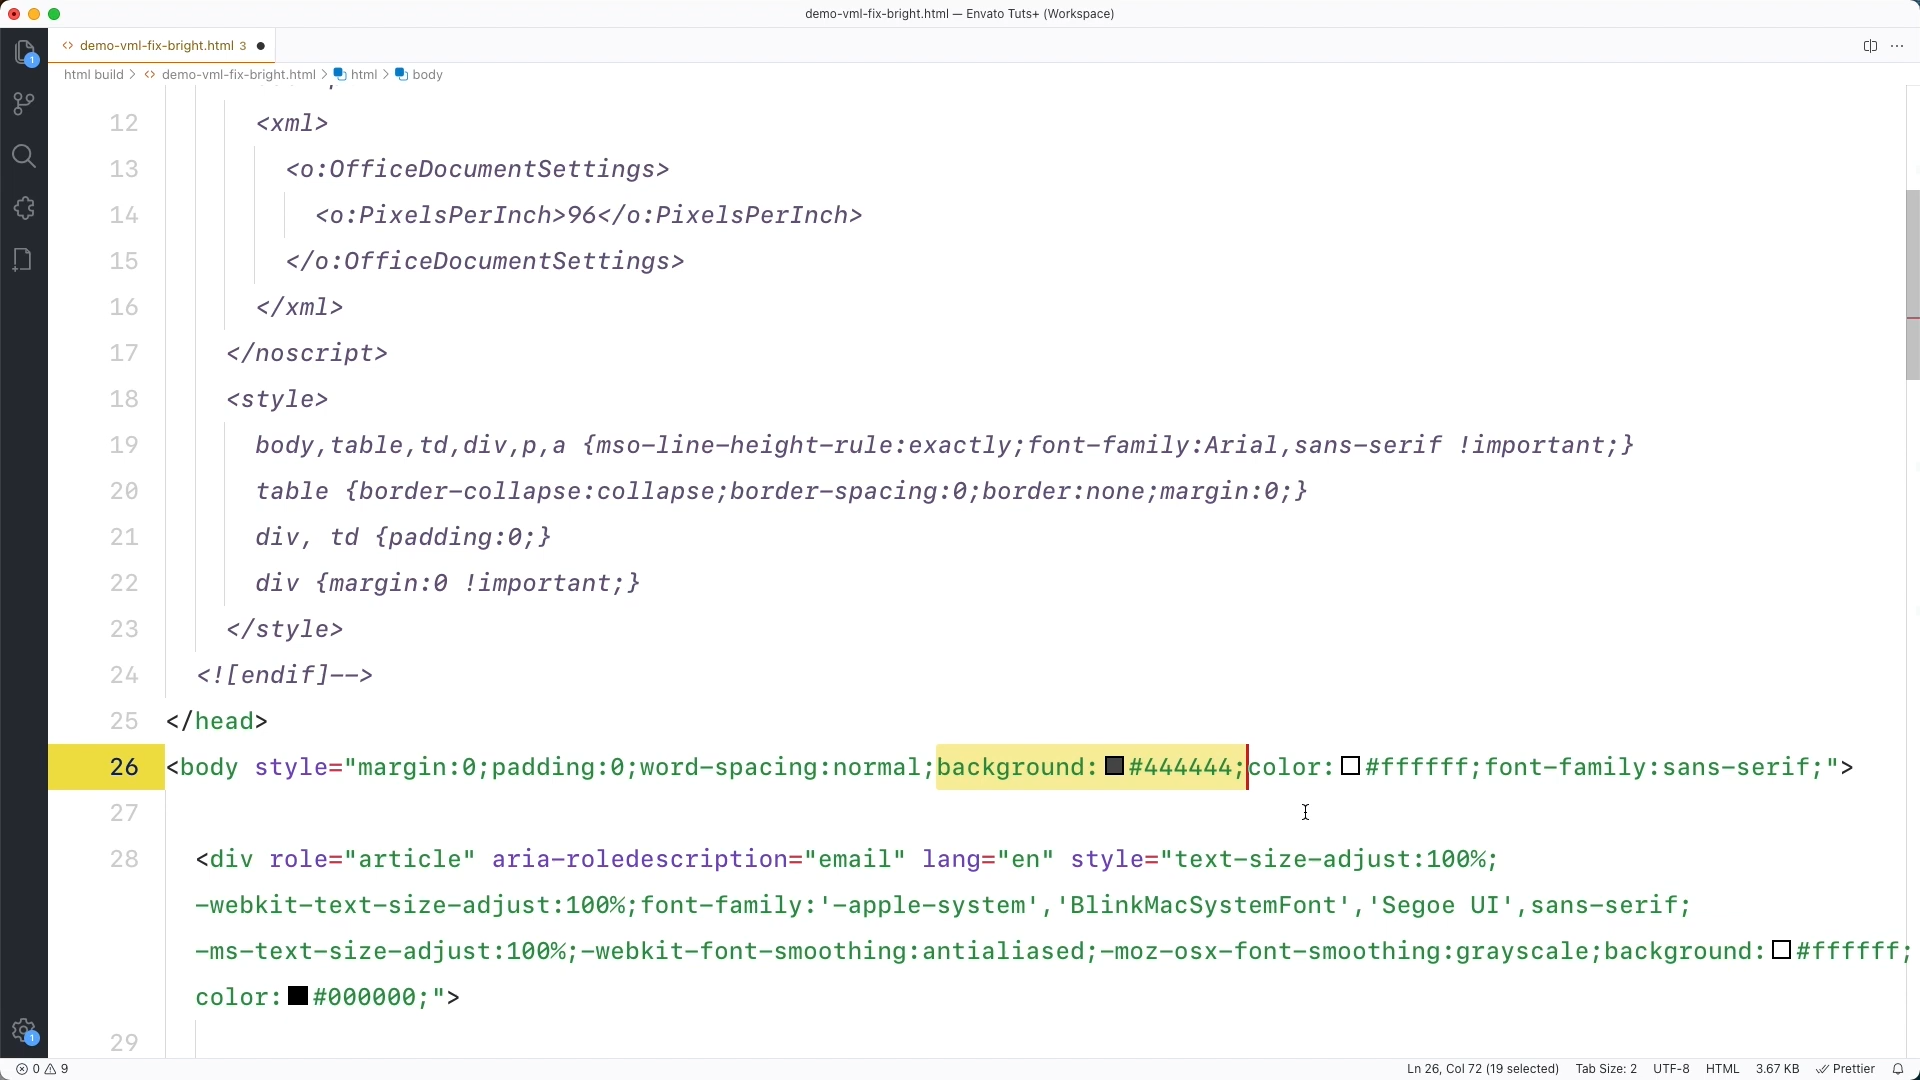 demo-vml-fix-bright.html — Envato Tuts+ (Workspace)
demo-vml-fix-bright.html 3
html build > demo-vml-fix-bright.html > html > body
12 <xml>
13 <o:OfficeDocumentSettings>
14 <o:PixelsPerInch>96</o:PixelsPerInch>
15 </o:OfficeDocumentSettings>
16 </xml>
17 </noscript>
18 <style>
19 body,table,td,div,p,a {mso-line-height-rule:exactly;font-family:Arial,sans-serif !important;}
20 table {border-collapse:collapse;border-spacing:0;border:none;margin:0;}
21 div, td {padding:0;}
22 div {margin:0 !important;}
23 </style>
24 <![endif]-->
25 </head>
26 <body style="margin:0;padding:0;word-spacing:normal;background:#444444;color:#ffffff;font-family:sans-serif;">
27
28 <div role="article" aria-roledescription="email" lang="en" style="text-size-adjust:100%;
-webkit-text-size-adjust:100%;font-family:'-apple-system','BlinkMacSystemFont','Segoe UI',sans-serif;
-ms-text-size-adjust:100%;-webkit-font-smoothing:antialiased;-moz-osx-font-smoothing:grayscale;background:#ffffff;
color:#000000;">
29
1
1
0 9 Ln 26, Col 72 (19 selected) Tab Size: 2 UTF-8 HTML 3.67 KB Prettier